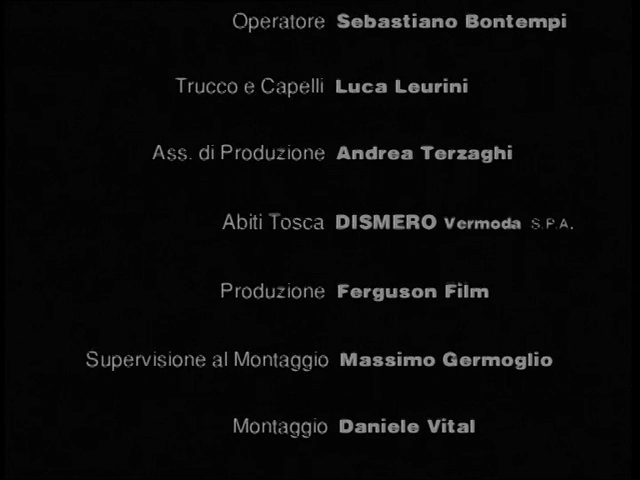 Operatore Sebastiano Bontempi
Trucco e Capelli Luca Leurini
Ass. di Produzione Andrea Terzaghi
Abiti Tosca DISMERO Vermoda S.P.A.
Produzione Ferguson Film
Supervisione al Montaggio Massimo Germoglio
Montaggio Daniele Vital